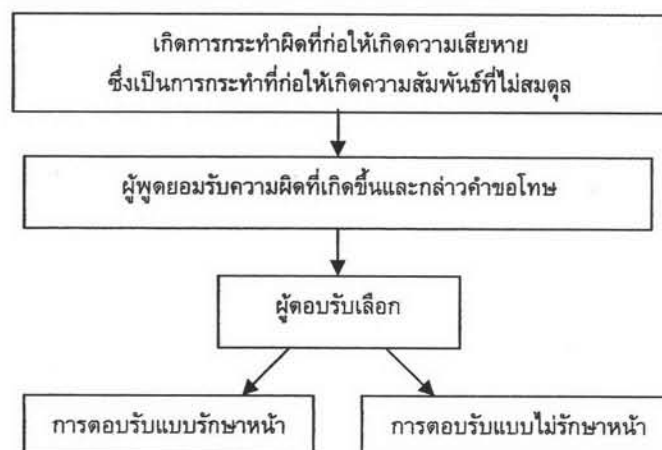 เกิดการกระทำผิดที่ก่อให้เกิดความเสียหาย
ซึ่งเป็นการกระทำที่ก่อให้เกิดความสัมพันธ์ที่ไม่สมดุล
ผู้พูดยอมรับความผิดที่เกิดขึ้นและกล่าวคำขอโทษ
ผู้ตอบรับเลือก
การตอบรับแบบรักษาหน้า
การตอบรับแบบไม่รักษาหน้า